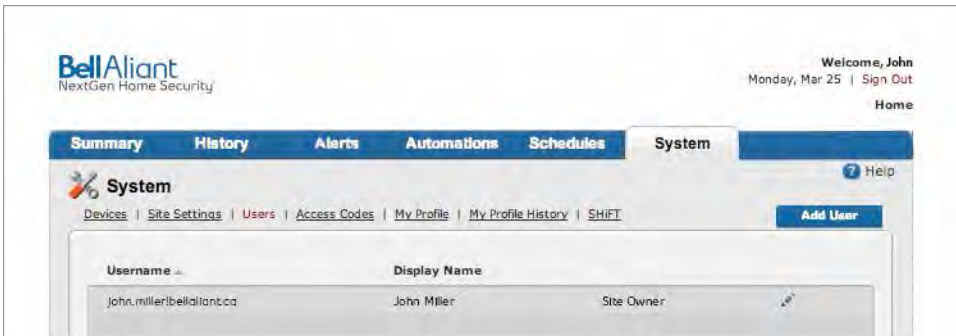 BellAliant
NextGen Home Security
Welcome, John
Monday, Mar 25 | Sign Out
Home
Summary History Alerts Automations Schedules System
? Help
System
Devices | Site Settings | Users | Access Codes | My Profile | My Profile History | SHiFT
Add User
Username Display Name
john.miller!bellaliant.ca John Miller Site Owner